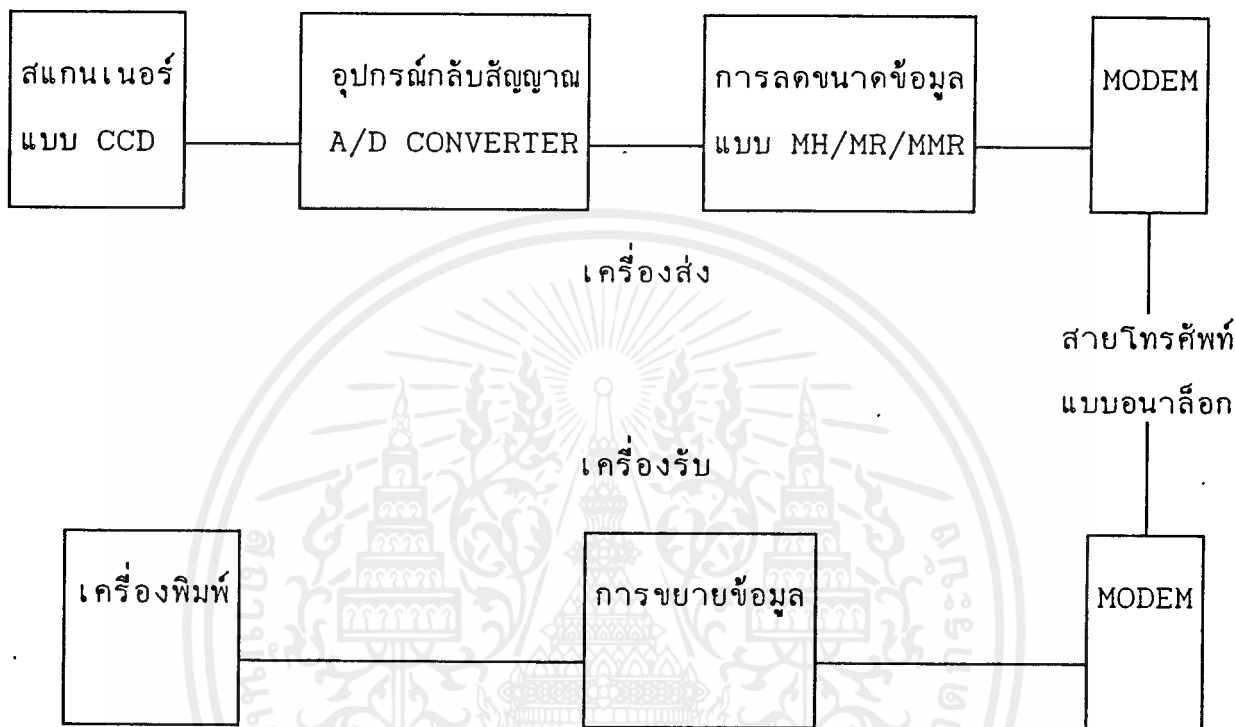 สแกนเนอร์
แบบ CCD
อุปกรณ์กลับสัญญาณ
A/D CONVERTER
การลดขนาดข้อมูล
แบบ MH/MR/MMR
MODEM
เครื่องส่ง
สายโทรศัพท์
แบบอนาล็อก
เครื่องรับ
เครื่องพิมพ์
การขยายข้อมูล
MODEM